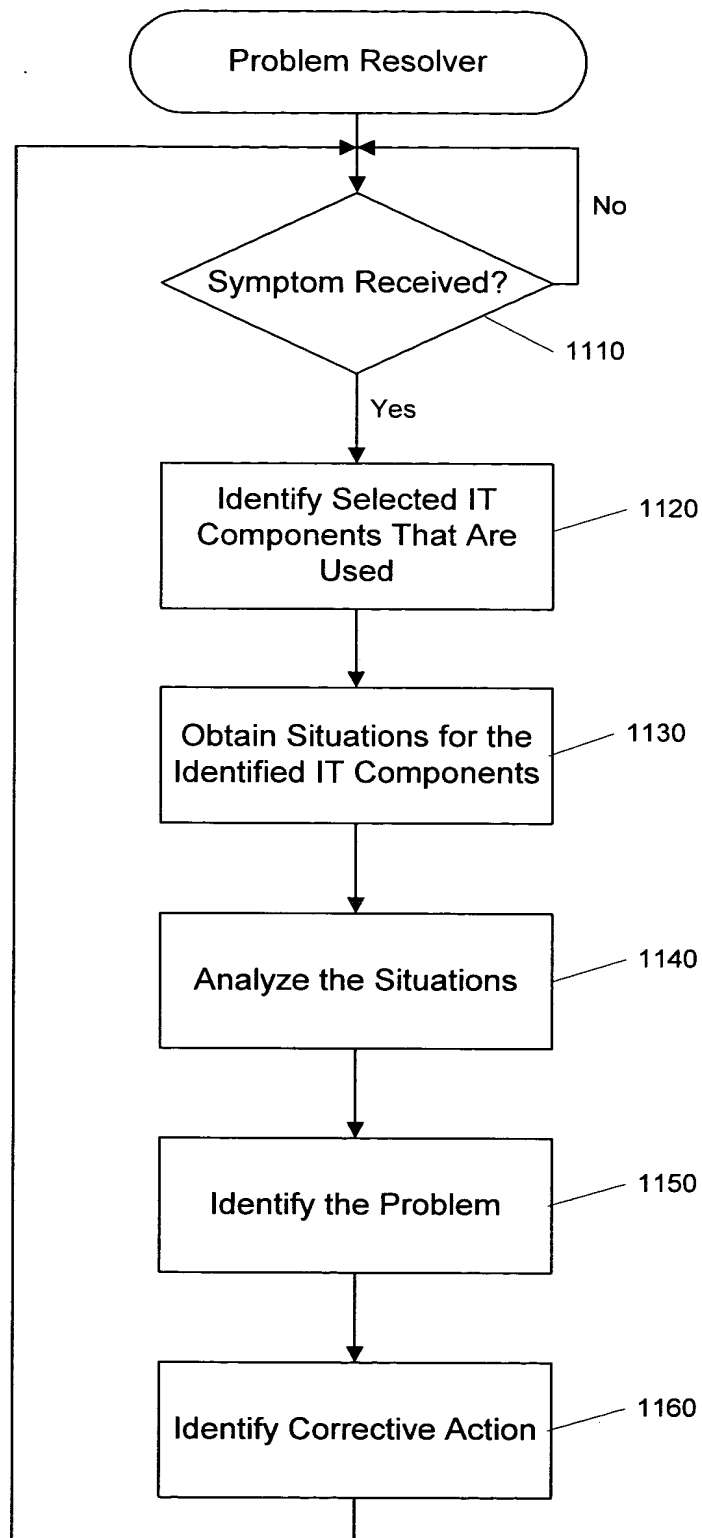 Problem Resolver
No
Symptom Received?
1110
Yes
Identify Selected IT
Components That Are
Used
1120
Obtain Situations for the
Identified IT Components
1130
Analyze the Situations
1140
Identify the Problem
1150
Identify Corrective Action
1160